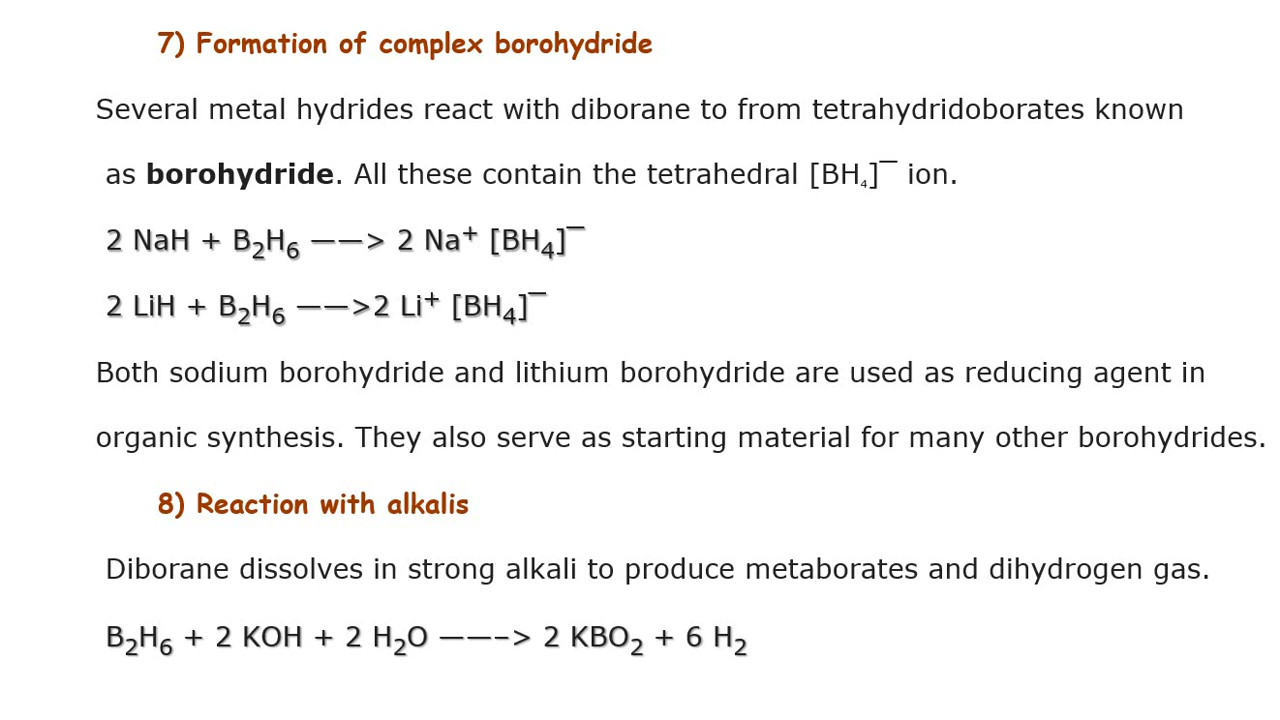 7) Formation of complex borohydride
Several metal hydrides react with diborane to from tetrahydridoborates known
as borohydride. All these contain the tetrahedral [BH₄]¯ ion.
2 NaH + B₂H₆ ——> 2 Na⁺ [BH₄]¯
2 LiH + B₂H₆ ——>2 Li⁺ [BH₄]¯
Both sodium borohydride and lithium borohydride are used as reducing agent in
organic synthesis. They also serve as starting material for many other borohydrides.
8) Reaction with alkalis
Diborane dissolves in strong alkali to produce metaborates and dihydrogen gas.
B₂H₆ + 2 KOH + 2 H₂O ——–> 2 KBO₂ + 6 H₂